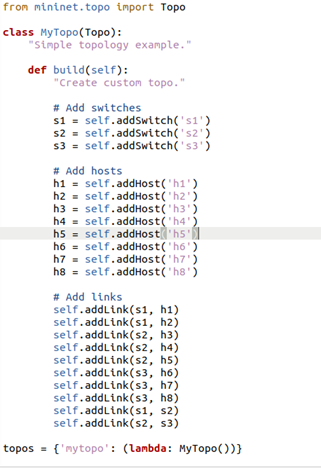 from mininet.topo import Topo
class MyTopo(Topo):
"Simple topology example."
def build(self):
"Create custom topo."
# Add switches
s1 = self.addSwitch('s1')
s2 = self.addSwitch('s2')
s3 = self.addSwitch('s3')
# Add hosts
h1 = self.addHost('h1')
h2 = self.addHost('h2')
h3 = self.addHost('h3')
h4 = self.addHost('h4')
h5 = self.addHost('h5')
h6 = self.addHost('h6')
h7 = self.addHost('h7')
h8 = self.addHost('h8')
# Add links
self.addLink(s1, h1)
self.addLink(s1, h2)
self.addLink(s2, h3)
self.addLink(s2, h4)
self.addLink(s2, h5)
self.addLink(s3, h6)
self.addLink(s3, h7)
self.addLink(s3, h8)
self.addLink(s1, s2)
self.addLink(s2, s3)
topos = {'mytopo': (lambda: MyTopo())}